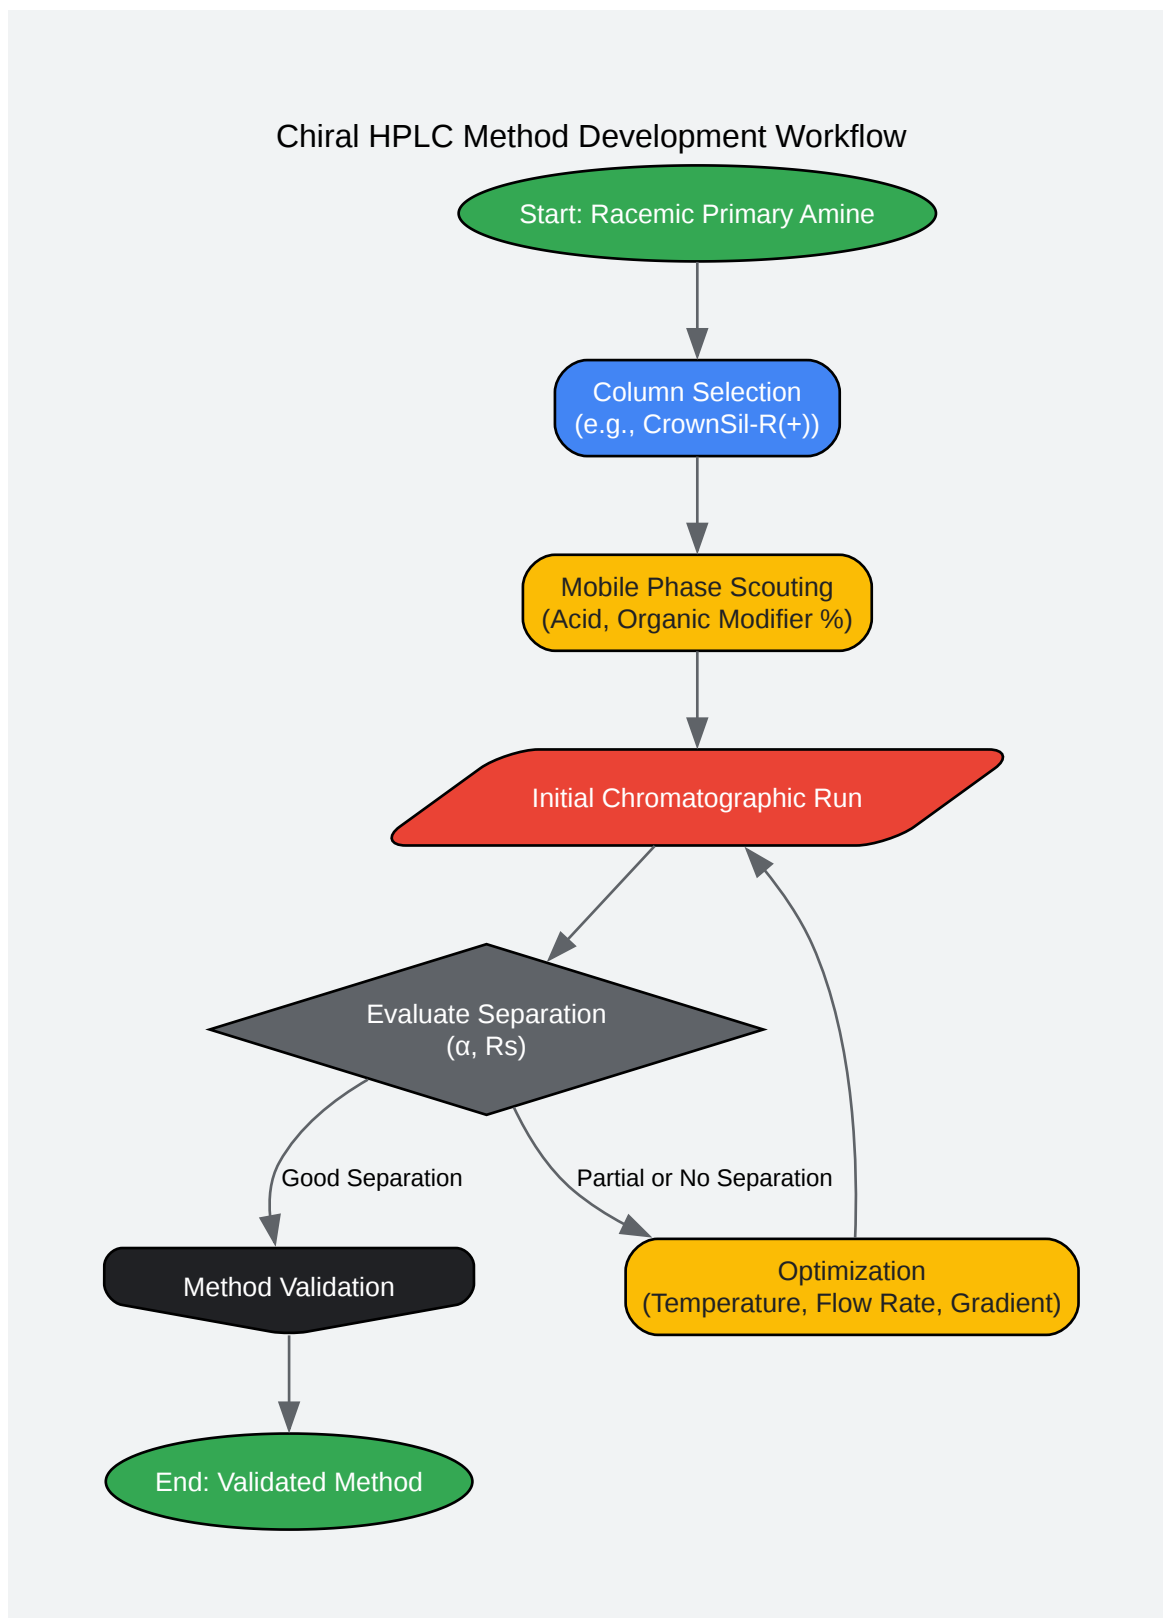 Chiral HPLC Method Development Workflow
Start: Racemic Primary Amine
Column Selection
(e.g., CrownSil-R(+))
Mobile Phase Scouting
(Acid, Organic Modifier %)
Initial Chromatographic Run
Evaluate Separation
(α, Rs)
Good Separation
Partial or No Separation
Method Validation
Optimization
(Temperature, Flow Rate, Gradient)
End: Validated Method